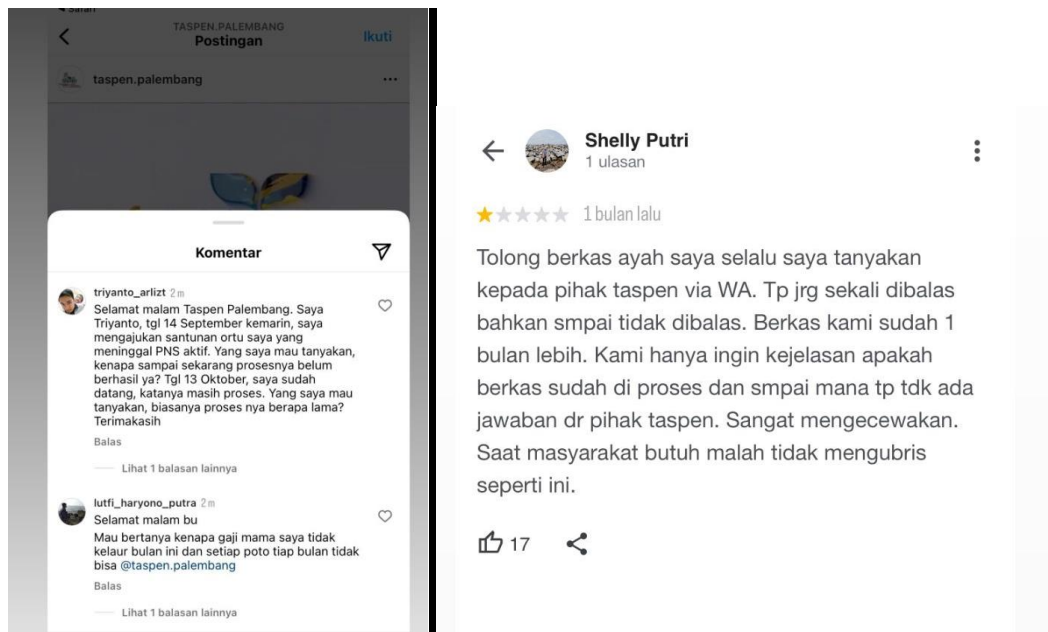 Safari
TASPEN.PALEMBANG
Postingan
Ikuti
taspen.palembang
Komentar
triyanto_arlizt 2 m
Selamat malam Taspen Palembang. Saya
Triyanto, tgl 14 September kemarin, saya
mengajukan santunan ortu saya yang
meninggal PNS aktif. Yang saya mau tanyakan,
kenapa sampai sekarang prosesnya belum
berhasil ya? Tgl 13 Oktober, saya sudah
datang, katanya masih proses. Yang saya mau
tanyakan, biasanya proses nya berapa lama?
Terimakasih
Balas
Lihat 1 balasan lainnya
lutfi_haryono_putra 2 m
Selamat malam bu
Mau bertanya kenapa gaji mama saya tidak
kelaur bulan ini dan setiap poto tiap bulan tidak
bisa @taspen.palembang
Balas
Lihat 1 balasan lainnya
Shelly Putri
1 ulasan
1 bulan lalu
Tolong berkas ayah saya selalu saya tanyakan
kepada pihak taspen via WA. Tp jrg sekali dibalas
bahkan smpai tidak dibalas. Berkas kami sudah 1
bulan lebih. Kami hanya ingin kejelasan apakah
berkas sudah di proses dan smpai mana tp tdk ada
jawaban dr pihak taspen. Sangat mengecewakan.
Saat masyarakat butuh malah tidak mengubris
seperti ini.
17